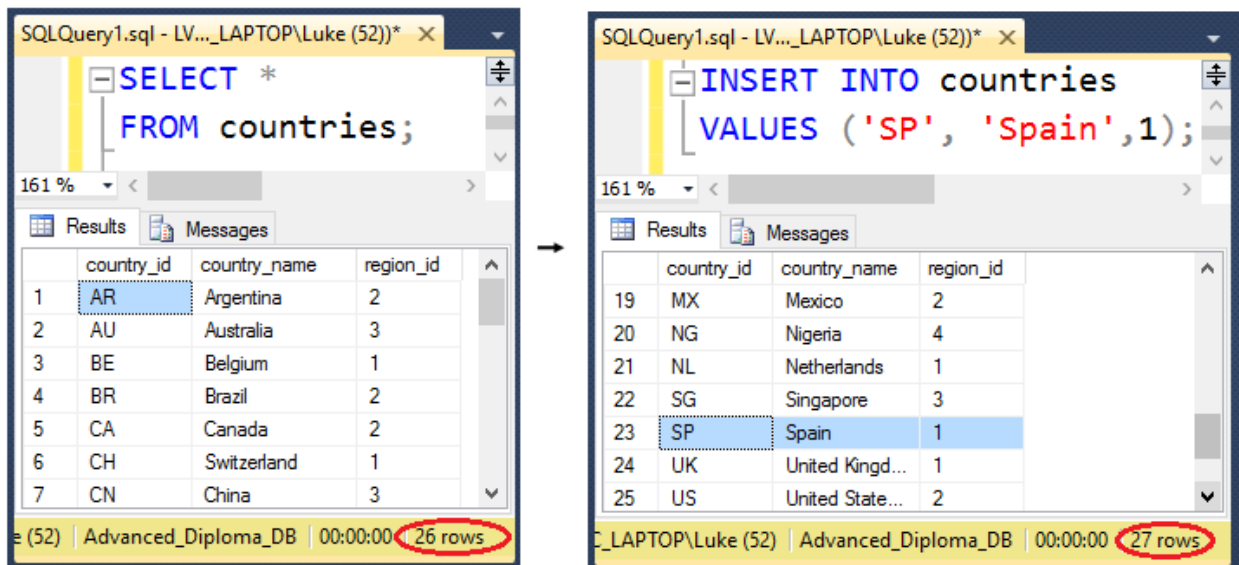 SQLQuery1.sql - LV..._LAPTOP\Luke (52))*
SELECT *
FROM countries;
161 %
Results Messages
country_id country_name region_id
1 AR Argentina 2
2 AU Australia 3
3 BE Belgium 1
4 BR Brazil 2
5 CA Canada 2
6 CH Switzerland 1
7 CN China 3
e (52) Advanced_Diploma_DB 00:00:00 26 rows
SQLQuery1.sql - LV..._LAPTOP\Luke (52))*
INSERT INTO countries
VALUES ('SP', 'Spain',1);
161 %
Results Messages
country_id country_name region_id
19 MX Mexico 2
20 NG Nigeria 4
21 NL Netherlands 1
22 SG Singapore 3
23 SP Spain 1
24 UK United Kingd...  1
25 US United State... 2
C_LAPTOP\Luke (52) Advanced_Diploma_DB 00:00:00 27 rows